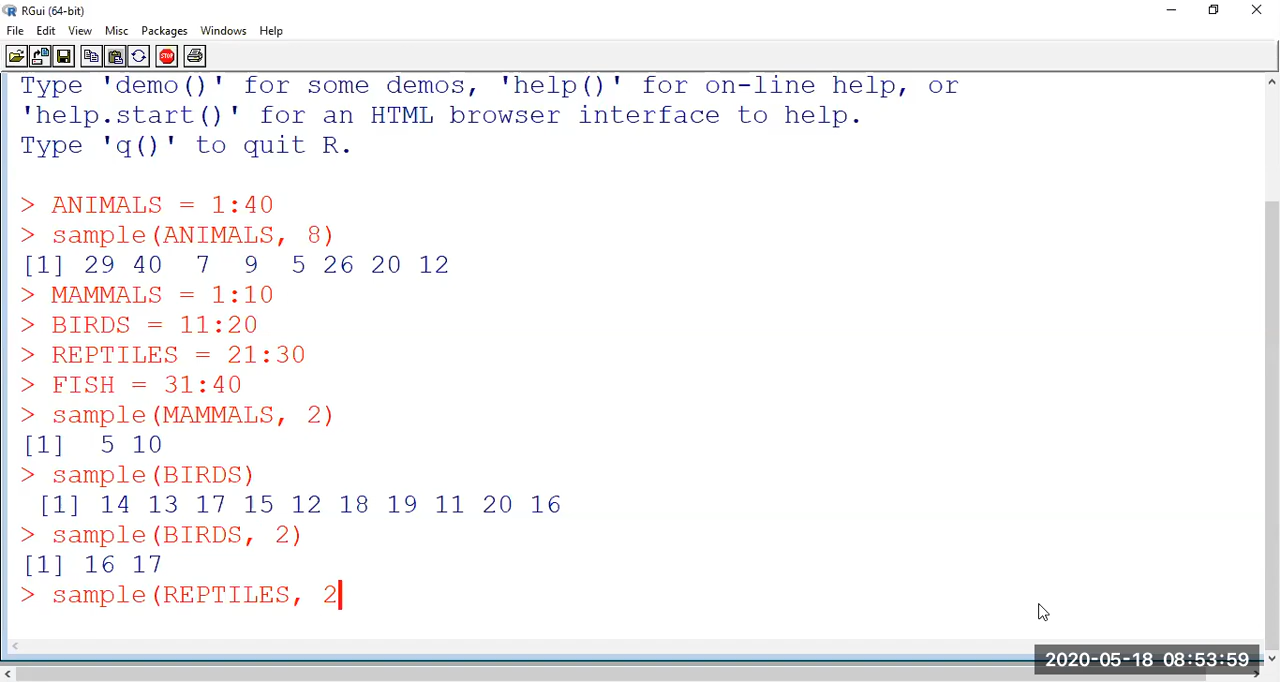 RGui (64-bit)
File Edit View Misc Packages Windows Help
STOP
Type 'demo()' for some demos, 'help()' for on-line help, or
'help.start()' for an HTML browser interface to help.
Type 'q()' to quit R.
> ANIMALS = 1:40
> sample(ANIMALS, 8)
[1] 29 40  7  9  5 26 20 12
> MAMMALS = 1:10
> BIRDS = 11:20
> REPTILES = 21:30
> FISH = 31:40
> sample(MAMMALS, 2)
[1]  5 10
> sample(BIRDS)
 [1] 14 13 17 15 12 18 19 11 20 16
> sample(BIRDS, 2)
[1] 16 17
> sample(REPTILES, 2
2020-05-18 08:53:59